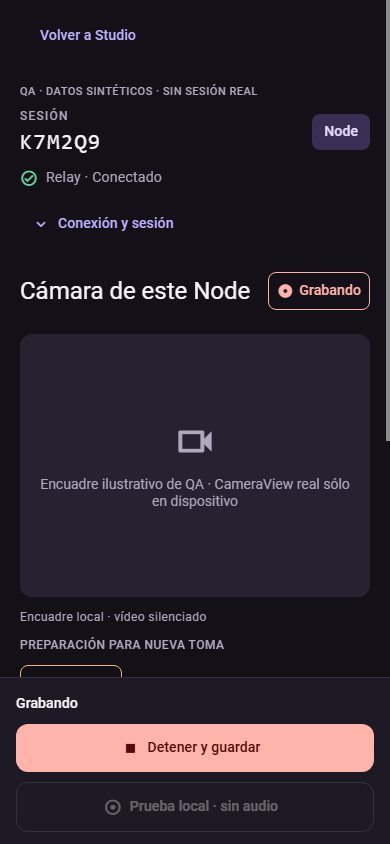 Volver a Studio
QA · DATOS SINTÉTICOS · SIN SESIÓN REAL
SESIÓN
K7M2Q9
Node
Relay · Conectado
Conexión y sesión
Cámara de este Node
Grabando
Encuadre ilustrativo de QA · CameraView real sólo
en dispositivo
Encuadre local · vídeo silenciado
PREPARACIÓN PARA NUEVA TOMA
Grabando
Detener y guardar
Prueba local · sin audio